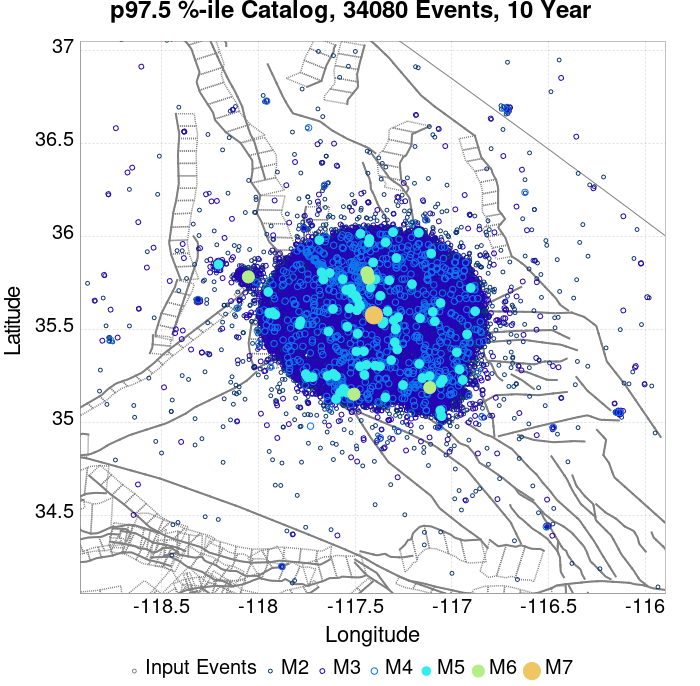 p97.5 %-ile Catalog, 34080 Events, 10 Year
37
36.5
36
35.5
35
34.5
Latitude
-118.5 -118 -117.5 -117 -116.5 -116
Longitude
Input Events M2 M3 M4 M5 M6 M7